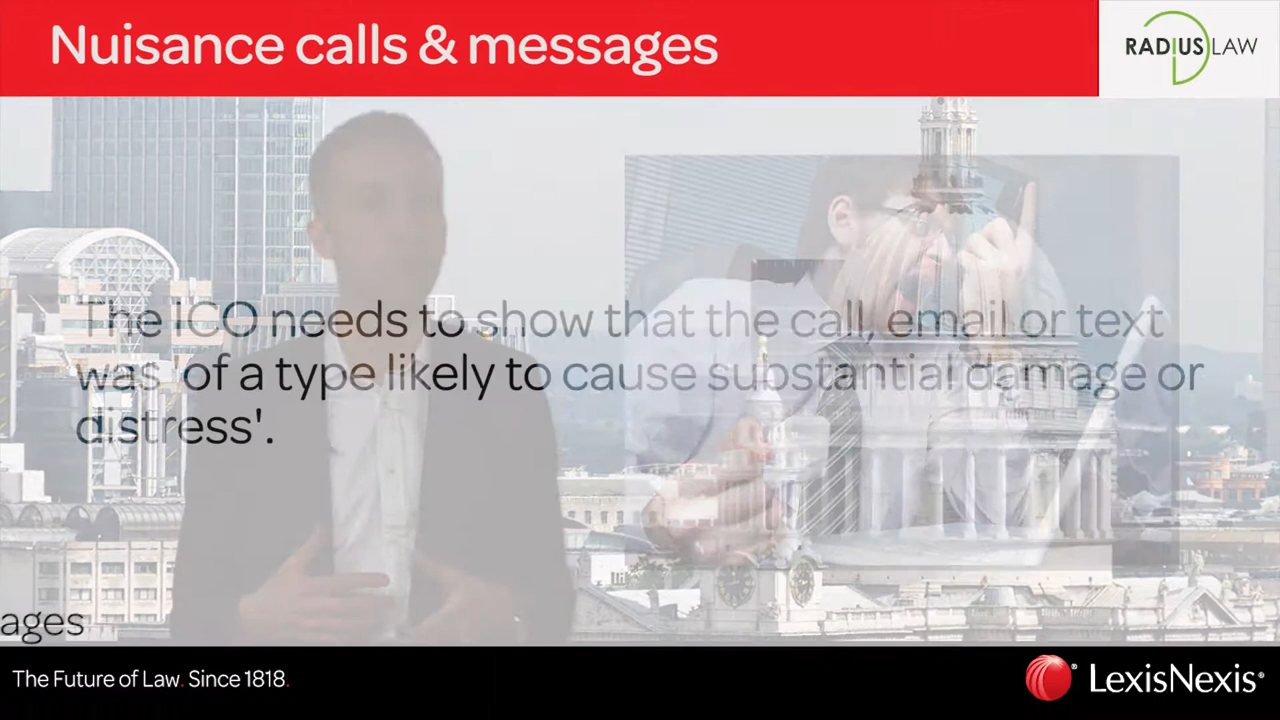 Nuisance calls & messages
RADIUS LAW
The ICO needs to show that the call, email or text
was 'of a type likely to cause substantial damage or
distress'.
ages
The Future of Law. Since 1818.
LexisNexis®